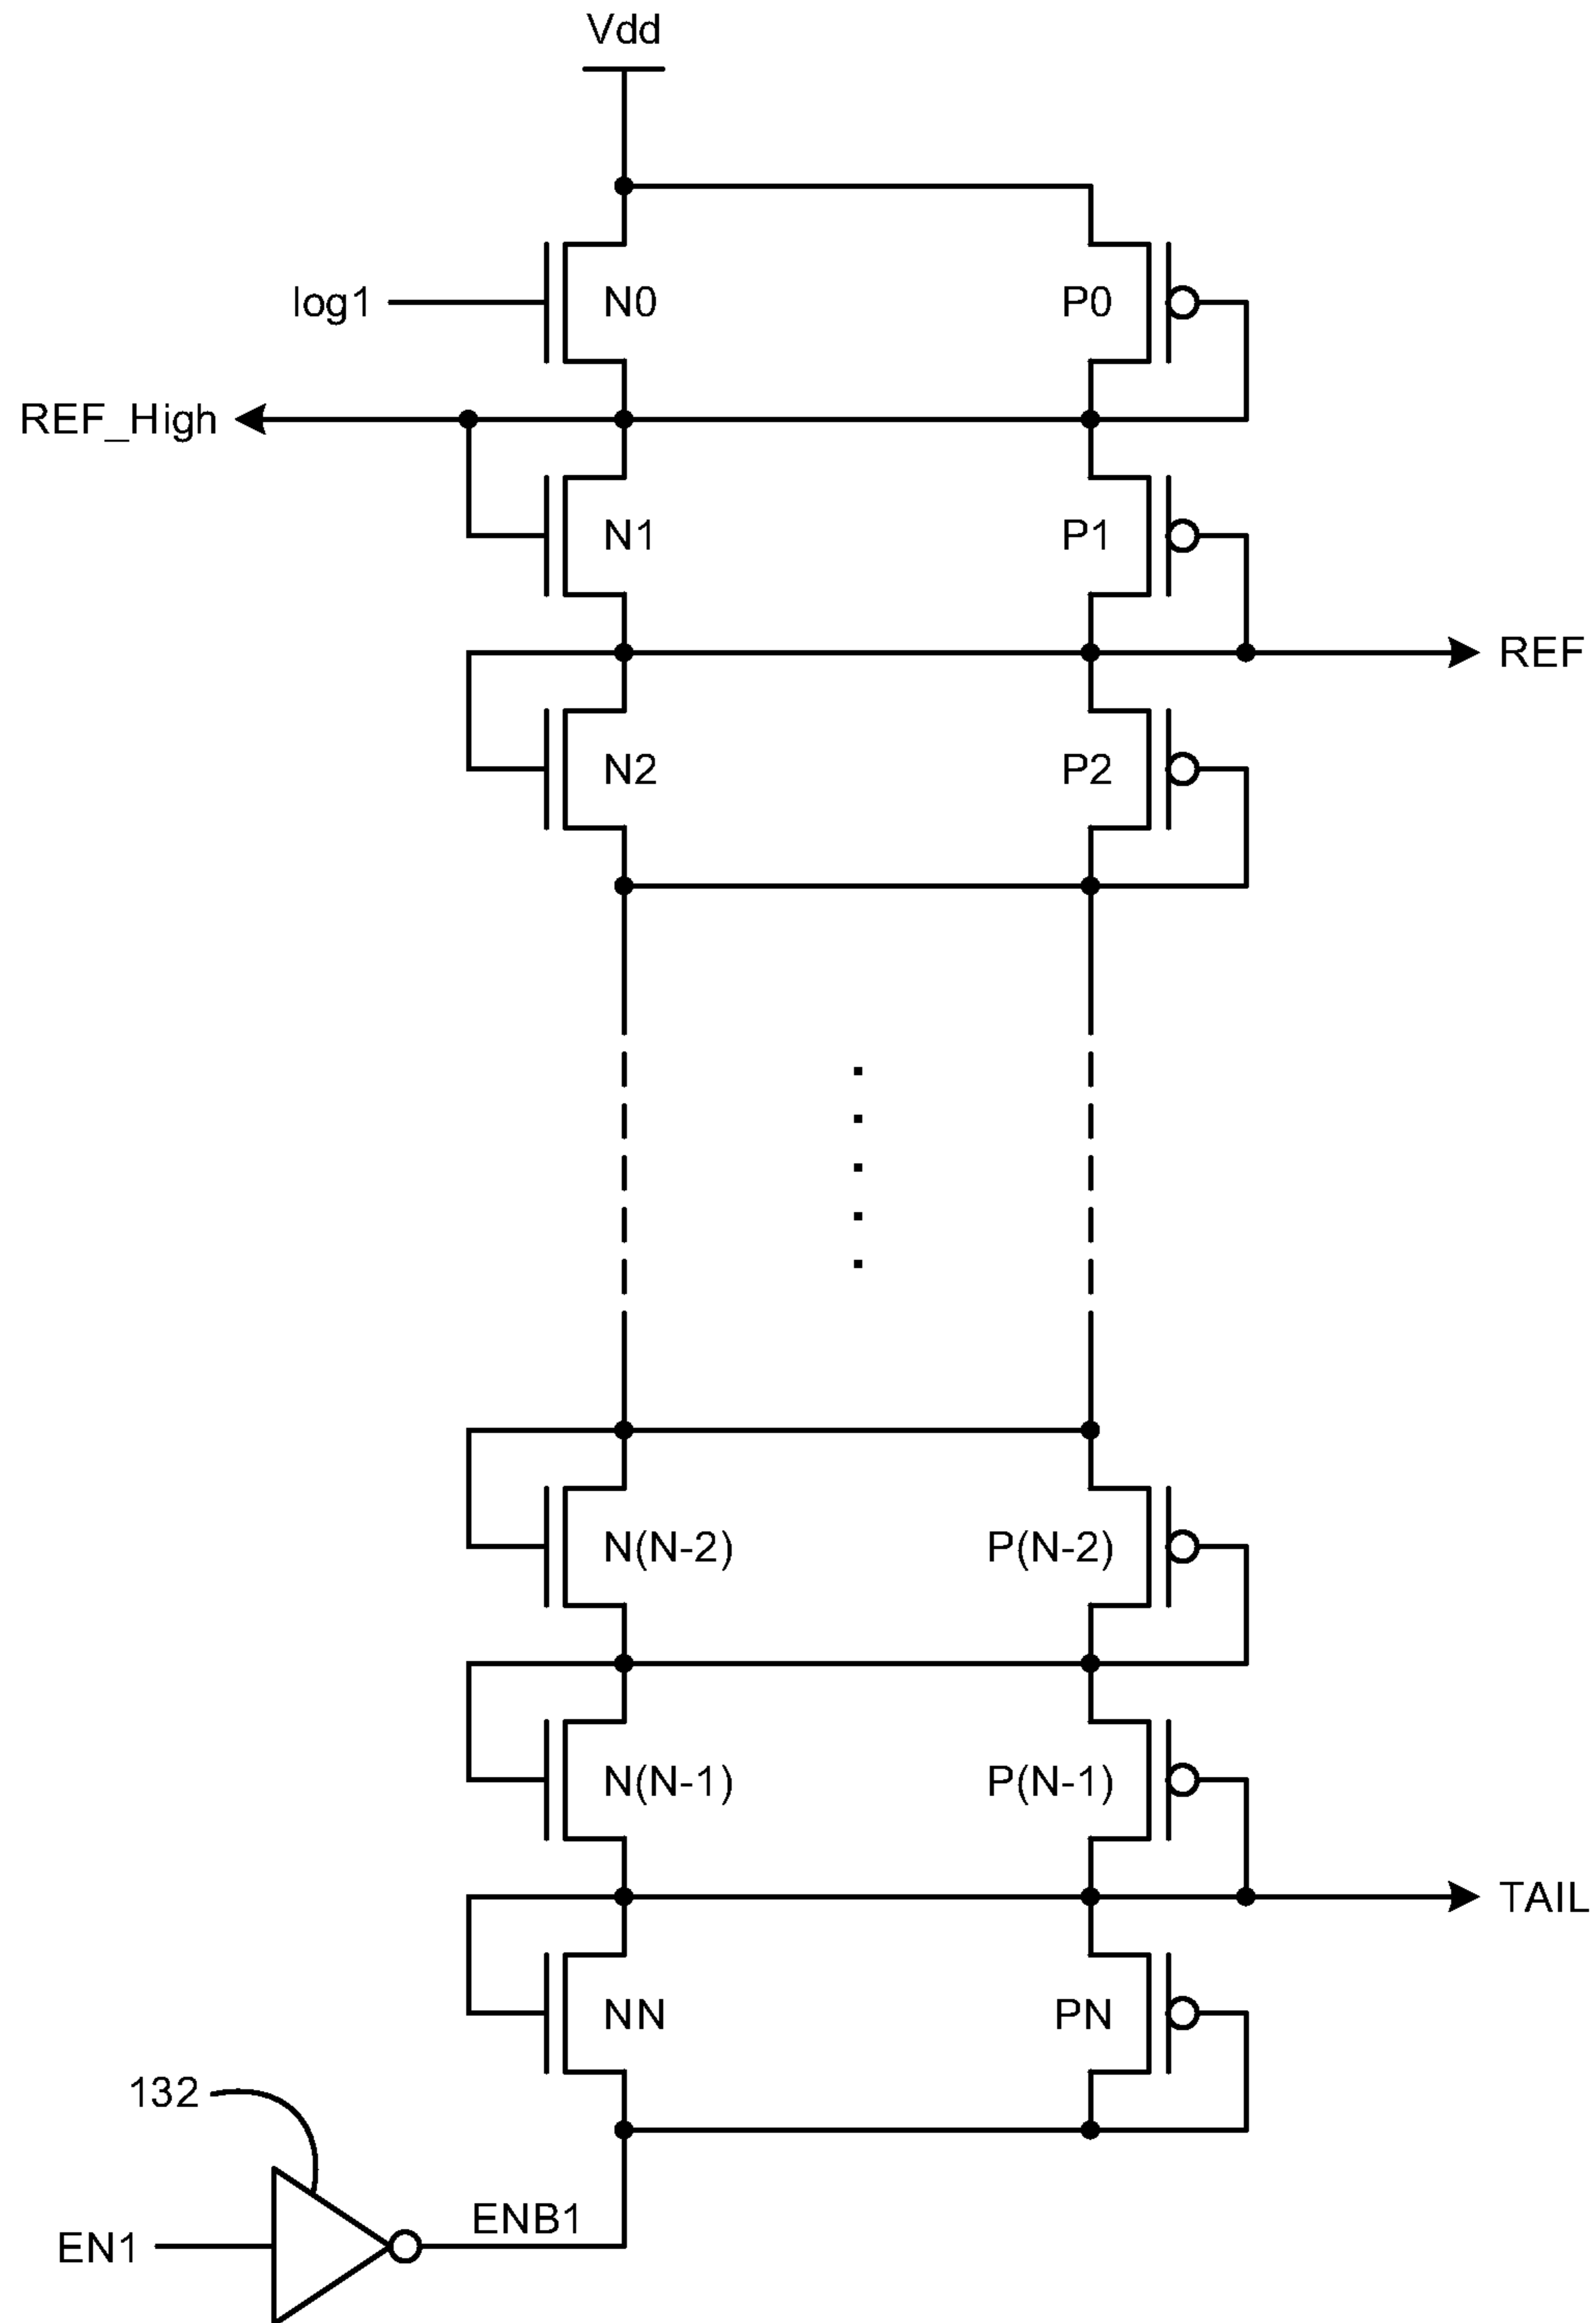 Vdd
log1
N0
P0
REF_High
N1
P1
REF
N2
P2
N(N-2)
P(N-2)
N(N-1)
P(N-1)
TAIL
NN
PN
132
ENB1
EN1